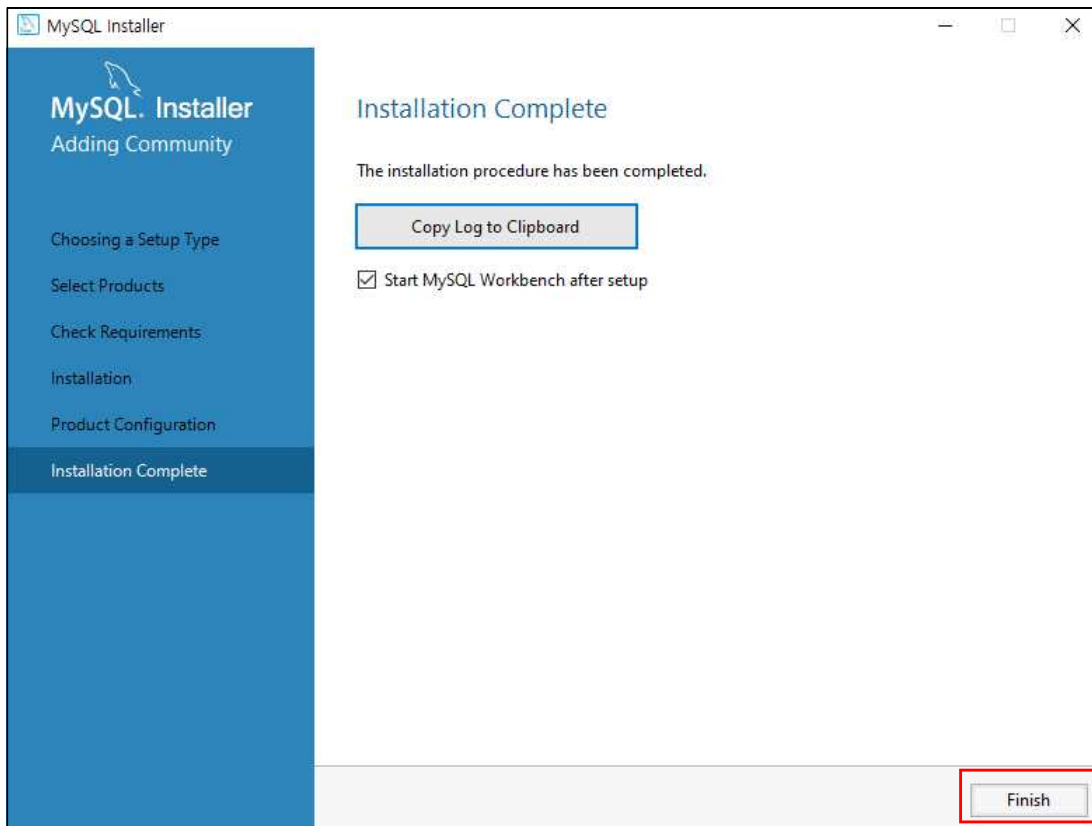 MySQL Installer
MySQL. Installer
Adding Community
Choosing a Setup Type
Select Products
Check Requirements
Installation
Product Configuration
Installation Complete
Installation Complete
The installation procedure has been completed.
Copy Log to Clipboard
Start MySQL Workbench after setup
Finish